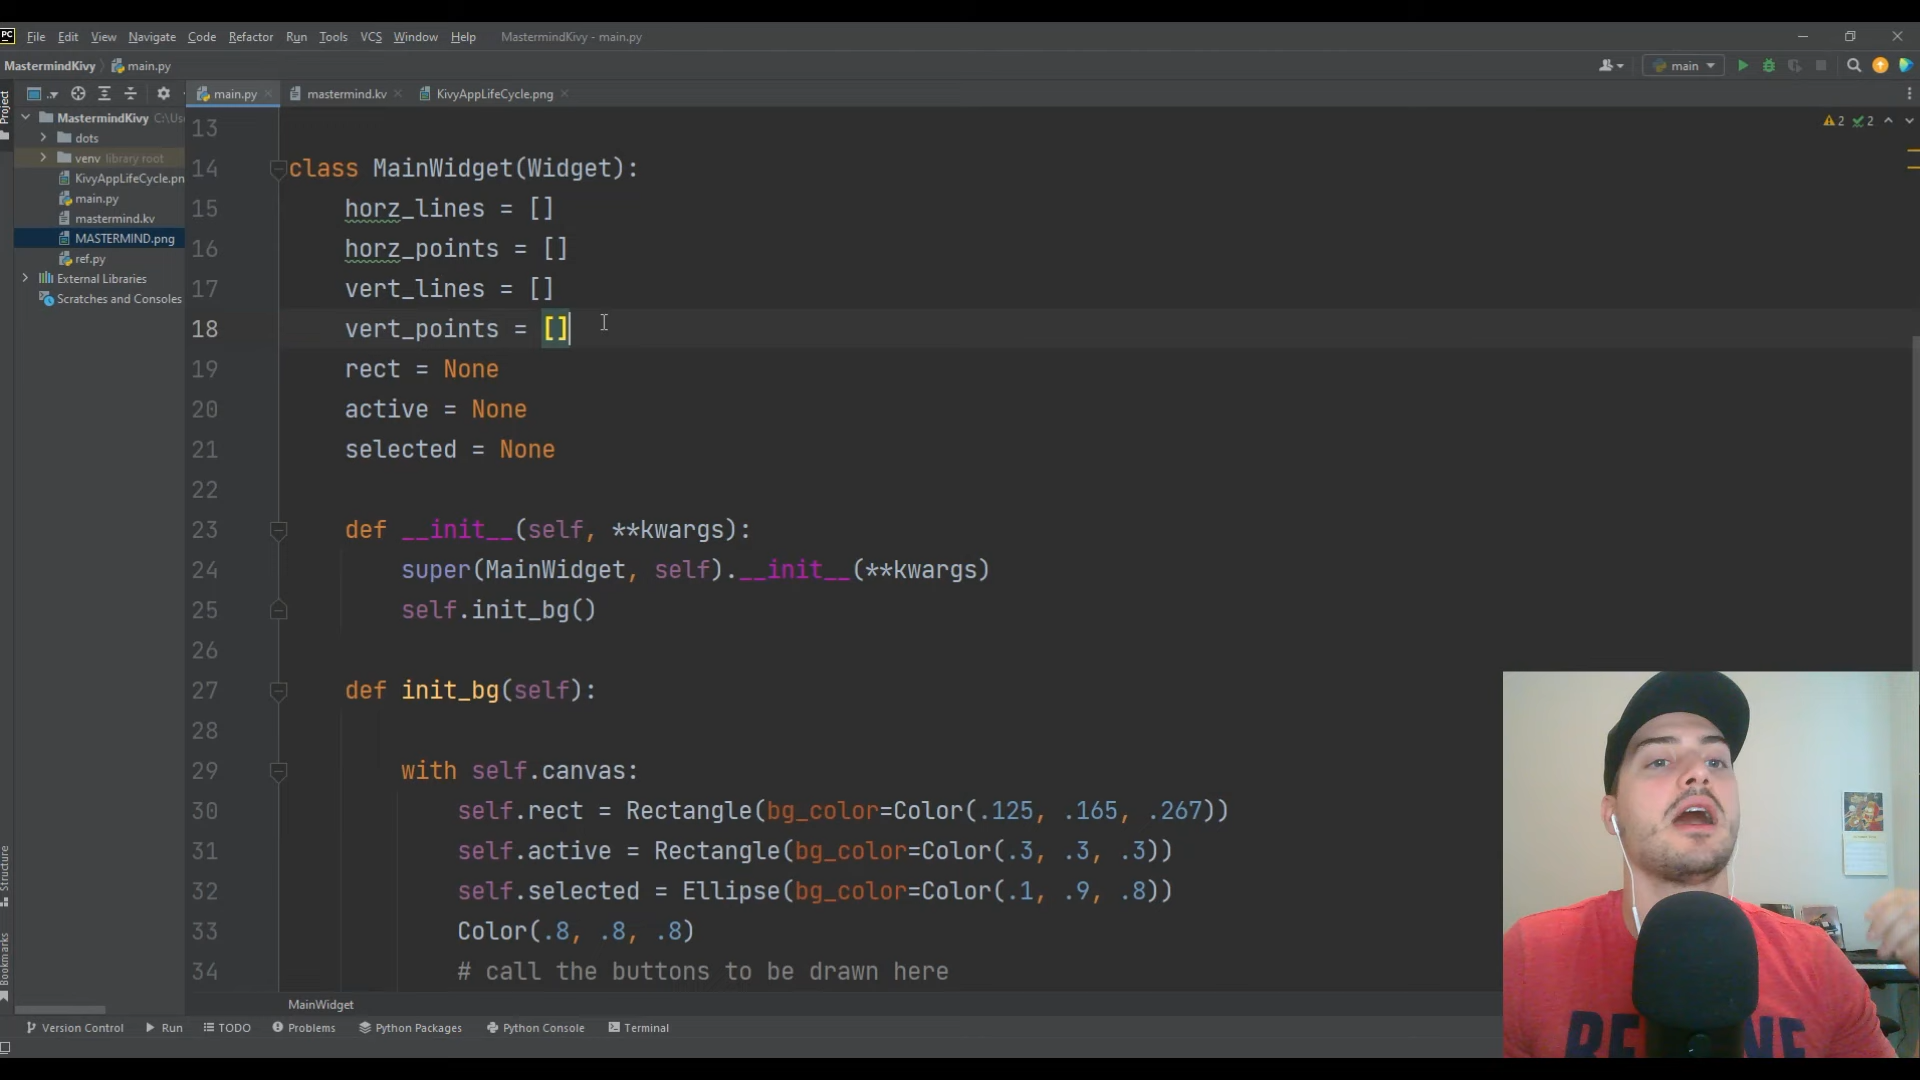 PC File Edit View Navigate Code Refactor Run Tools VCS Window Help MastermindKivy - main.py
MastermindKivy main.py main
Project main.py mastermind.kv KivyAppLifeCycle.png
MastermindKivy C:\Us
dots
venv library root
KivyAppLifeCycle.pn
main.py
mastermind.kv
MASTERMIND.png
ref.py
External Libraries
Scratches and Consoles
2 2
13
14 class MainWidget(Widget):
15 horz_lines = []
16 horz_points = []
17 vert_lines = []
18 vert_points = []
19 rect = None
20 active = None
21 selected = None
22
23 def __init__(self, **kwargs):
24 super(MainWidget, self).__init__(**kwargs)
25 self.init_bg()
26
27 def init_bg(self):
28
29 with self.canvas:
30 self.rect = Rectangle(bg_color=Color(.125, .165, .267))
31 self.active = Rectangle(bg_color=Color(.3, .3, .3))
32 self.selected = Ellipse(bg_color=Color(.1, .9, .8))
33 Color(.8, .8, .8)
34 # call the buttons to be drawn here
Structure
Bookmarks
MainWidget
Version Control Run TODO Problems Python Packages Python Console Terminal